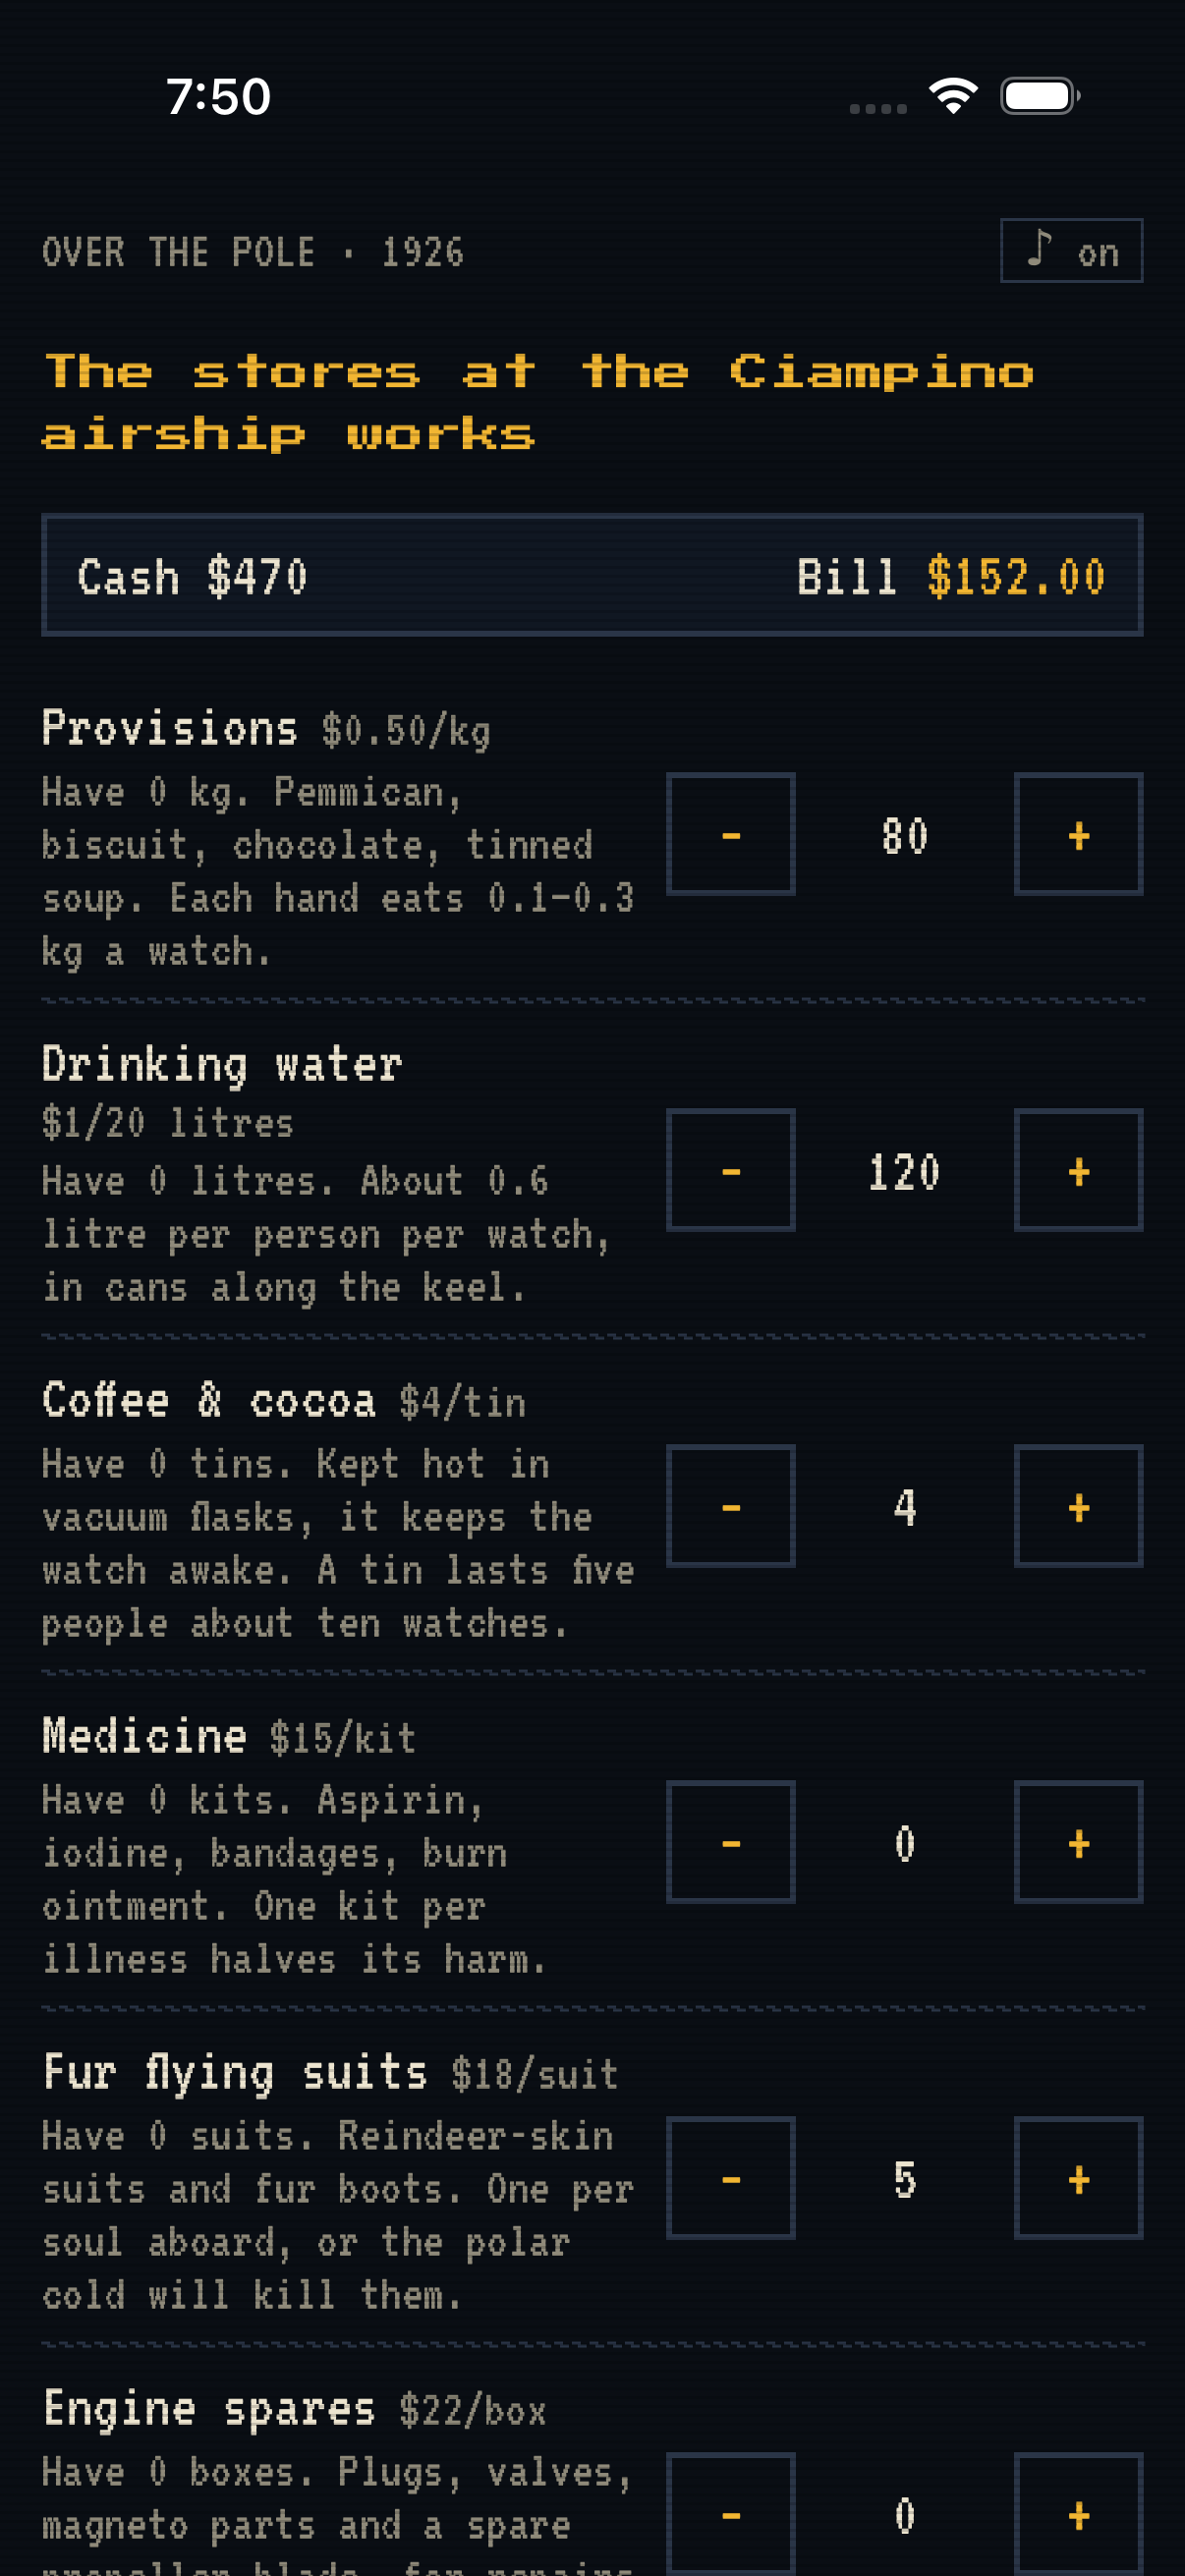 7:50
OVER THE POLE · 1926
♪ on
The stores at the Ciampino
airship works
Cash $470
Bill $152.00
Provisions $0.50/kg
Have 0 kg. Pemmican,
biscuit, chocolate, tinned
soup. Each hand eats 0.1–0.3
kg a watch.
- 80 +
Drinking water
$1/20 litres
Have 0 litres. About 0.6
litre per person per watch,
in cans along the keel.
- 120 +
Coffee & cocoa $4/tin
Have 0 tins. Kept hot in
vacuum flasks, it keeps the
watch awake. A tin lasts five
people about ten watches.
- 4 +
Medicine $15/kit
Have 0 kits. Aspirin,
iodine, bandages, burn
ointment. One kit per
illness halves its harm.
- 0 +
Fur flying suits $18/suit
Have 0 suits. Reindeer-skin
suits and fur boots. One per
soul aboard, or the polar
cold will kill them.
- 5 +
Engine spares $22/box
Have 0 boxes. Plugs, valves,
magneto parts and a spare
propeller blade, for repairs
- 0 +